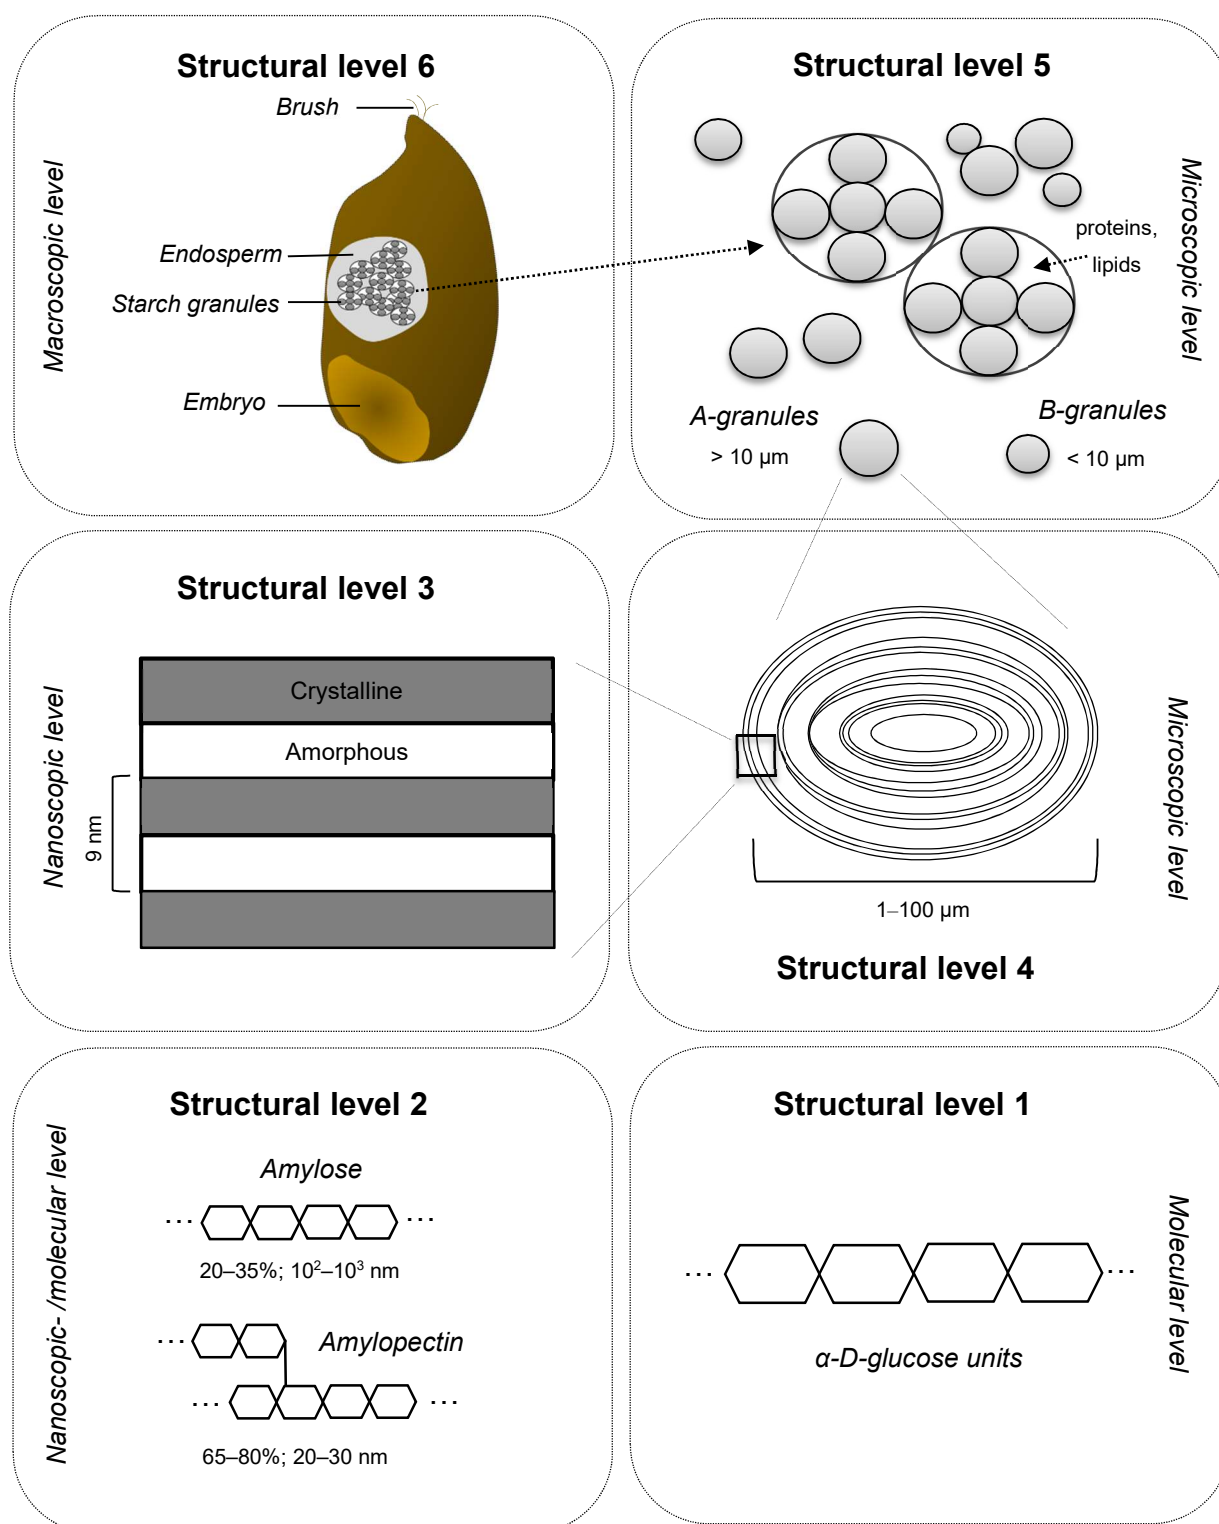 Structural level 6
Brush
Macroscopic level
Endosperm
Starch granules
Embryo
Structural level 5
Microscopic level
proteins,
lipids
A-granules
> 10 µm
B-granules
< 10 µm
Structural level 3
Nanoscopic level
Crystalline
Amorphous
9 nm
Microscopic level
1–100 µm
Structural level 4
Structural level 2
Nanoscopic- /molecular level
Amylose
... ...
20–35%; 10²–10³ nm
...
Amylopectin
... ...
65–80%; 20–30 nm
Structural level 1
Molecular level
... ...
α-D-glucose units